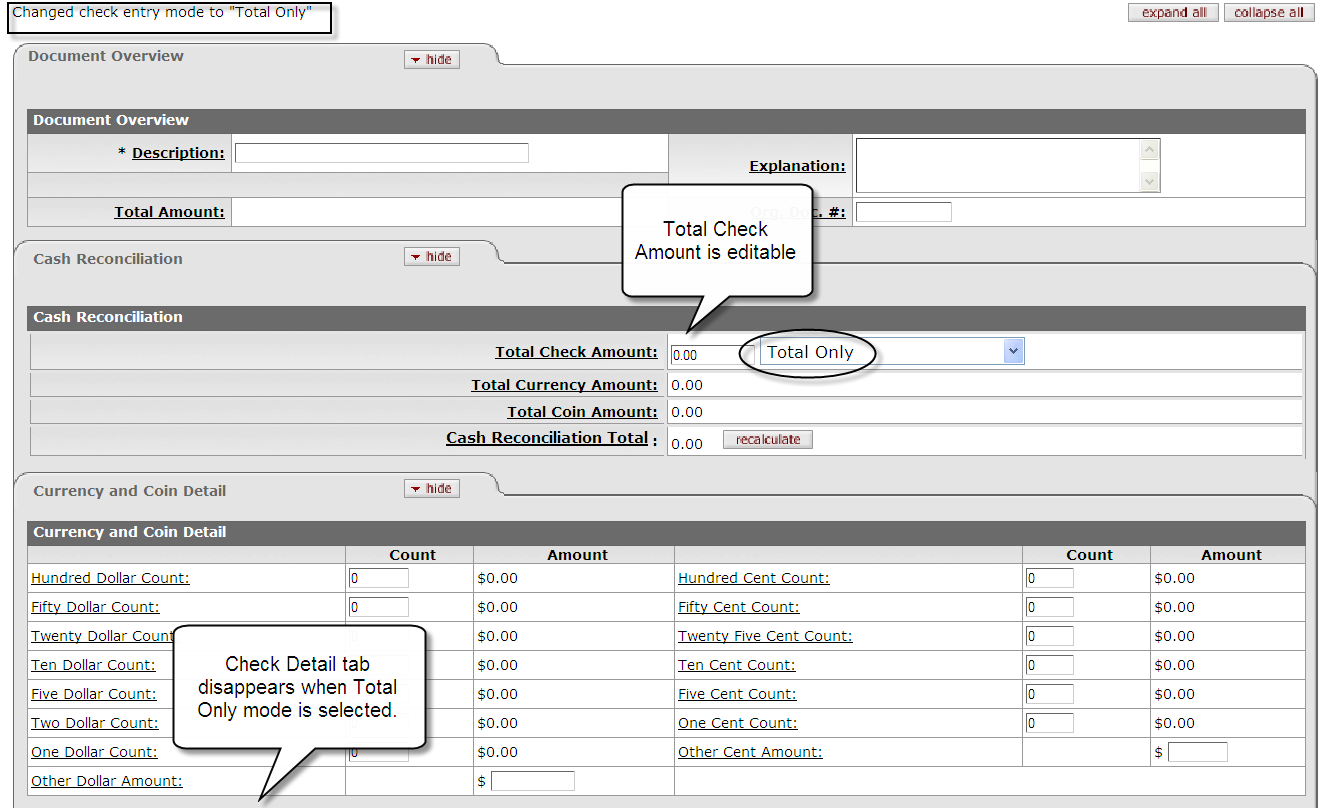 Changed check entry mode to "Total Only"
expand all collapse all
Document Overview hide
Document Overview
* Description:
Explanation:
Total Amount:
Org. Doc. #:
Total Check
Amount is editable
Cash Reconciliation hide
Cash Reconciliation
Total Check Amount: 0.00 Total Only
Total Currency Amount: 0.00
Total Coin Amount: 0.00
Cash Reconciliation Total : 0.00 recalculate
Currency and Coin Detail hide
Currency and Coin Detail
Count Amount Count Amount
Hundred Dollar Count: 0 $0.00 Hundred Cent Count: 0 $0.00
Fifty Dollar Count: 0 $0.00 Fifty Cent Count: 0 $0.00
Twenty Dollar Count 0 $0.00 Twenty Five Cent Count: 0 $0.00
Ten Dollar Count: $0.00 Ten Cent Count: 0 $0.00
Five Dollar Count: $0.00 Five Cent Count: 0 $0.00
Two Dollar Count: $0.00 One Cent Count: 0 $0.00
One Dollar Count: 0 $0.00 Other Cent Amount: $
Other Dollar Amount: $
Check Detail tab
disappears when Total
Only mode is selected.